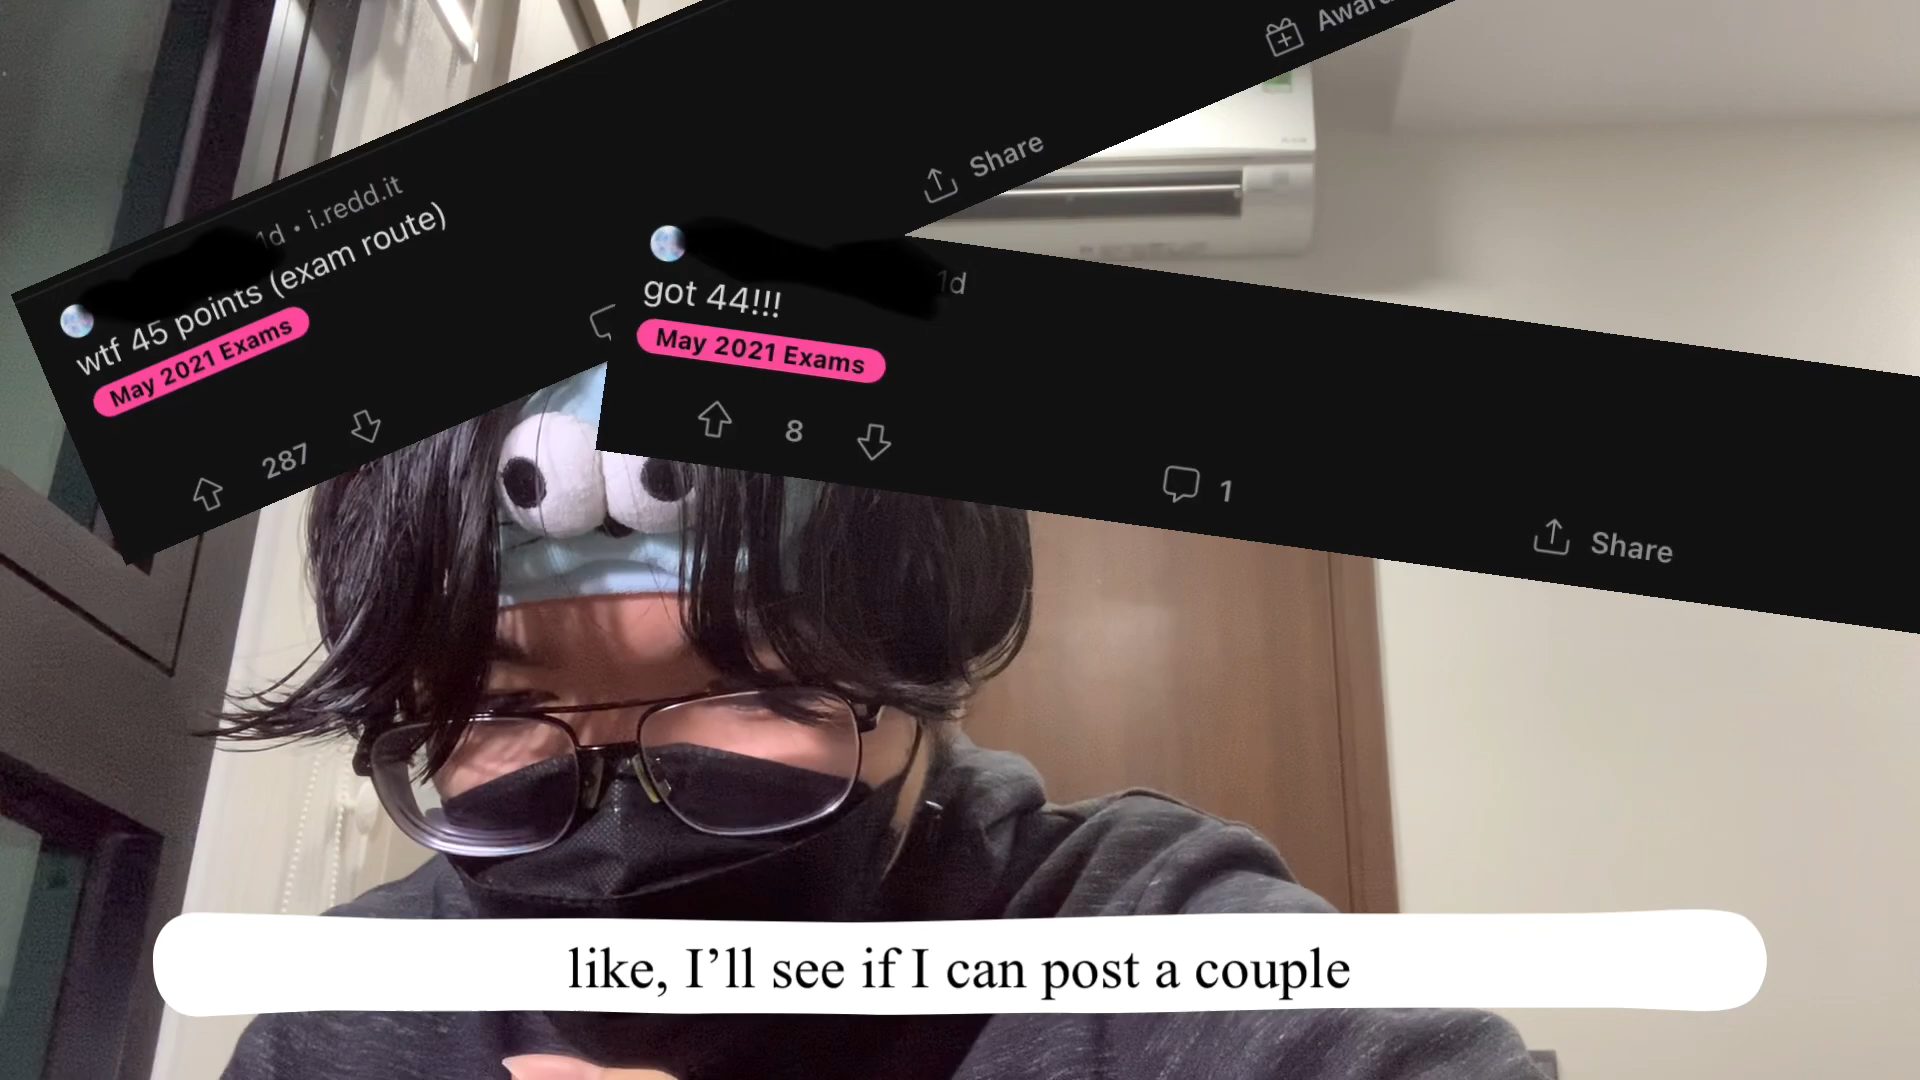 Award
Share
1d • i.redd.it
wtf 45 points (exam route)
May 2021 Exams
287
1d
got 44!!!
May 2021 Exams
8
1
Share
like, I’ll see if I can post a couple